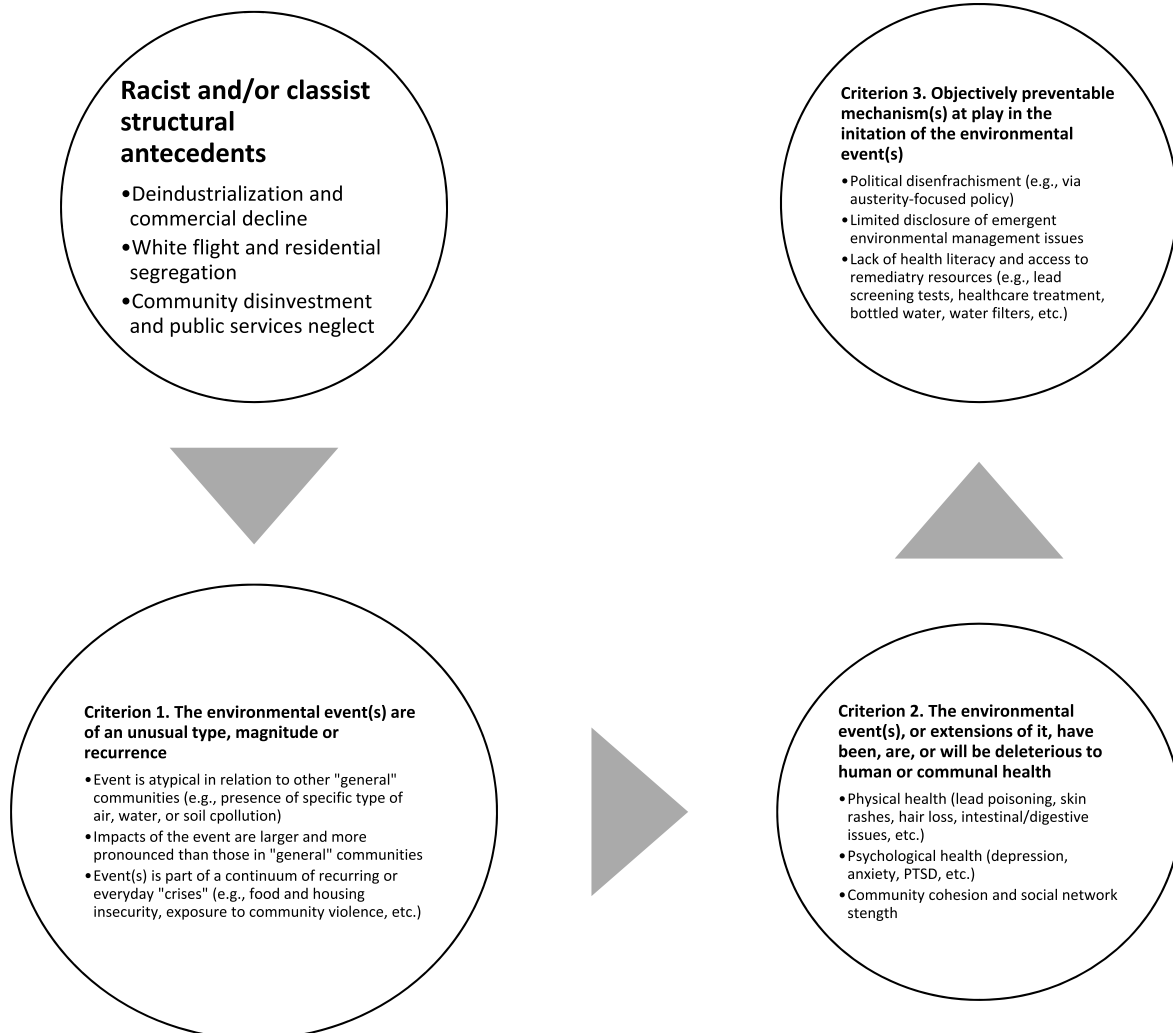 Racist and/or classist
structural
antecedents
•Deindustrialization and
commercial decline
•White flight and residential
segregation
•Community disinvestment
and public services neglect
Criterion 1. The environmental event(s) are
of an unusual type, magnitude or
recurrence
•Event is atypical in relation to other "general"
communities (e.g., presence of specific type of
air, water, or soil cpollution)
•Impacts of the event are larger and more
pronounced than those in "general" communities
•Event(s) is part of a continuum of recurring or
everyday "crises" (e.g., food and housing
insecurity, exposure to community violence, etc.)
Criterion 2. The environmental
event(s), or extensions of it, have
been, are, or will be deleterious to
human or communal health
•Physical health (lead poisoning, skin
rashes, hair loss, intestinal/digestive
issues, etc.)
•Psychological health (depression,
anxiety, PTSD, etc.)
•Community cohesion and social network
stength
Criterion 3. Objectively preventable
mechanism(s) at play in the
initation of the environmental
event(s)
•Political disenfrachisment (e.g., via
austerity-focused policy)
•Limited disclosure of emergent
environmental management issues
•Lack of health literacy and access to
remediatry resources (e.g., lead
screening tests, healthcare treatment,
bottled water, water filters, etc.)